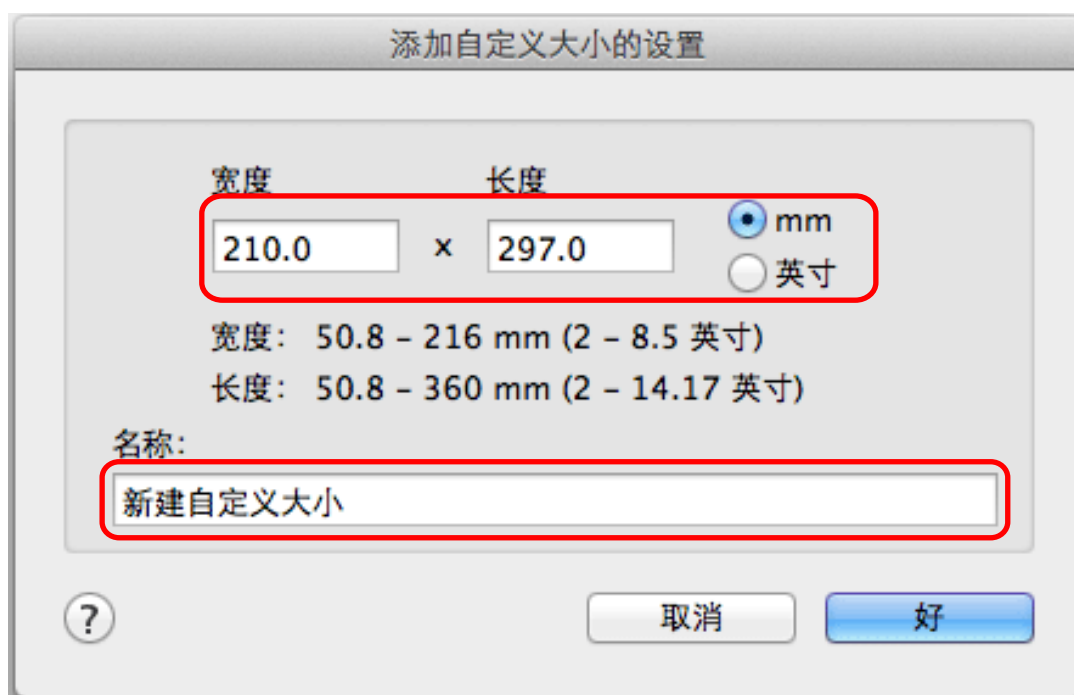 添加自定义大小的设置
宽度 长度
210.0 x 297.0
mm
英寸
宽度： 50.8 – 216 mm (2 – 8.5 英寸)
长度： 50.8 – 360 mm (2 – 14.17 英寸)
名称：
新建自定义大小
? 取消 好